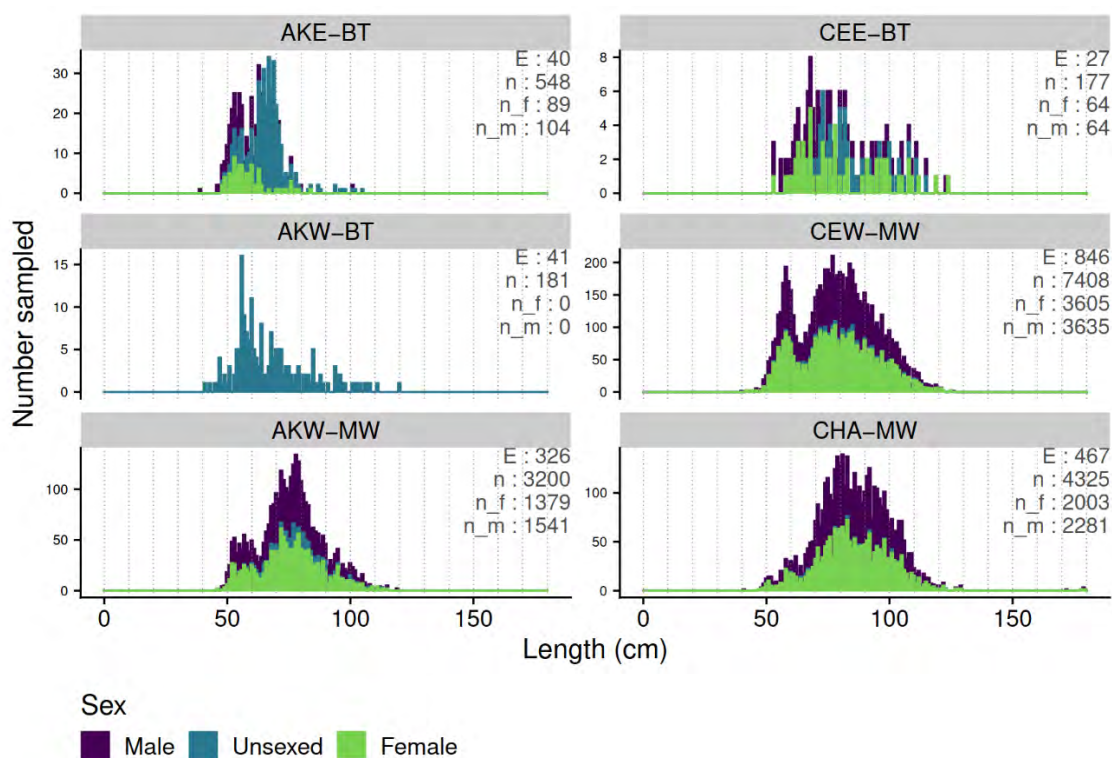 AKE−BT
E : 40
n : 548
n_f : 89
n_m : 104
30
20
10
0
CEE−BT
E : 27
n : 177
n_f : 64
n_m : 64
8
6
4
2
0
AKW−BT
E : 41
n : 181
n_f : 0
n_m : 0
15
10
5
0
CEW−MW
E : 846
n : 7408
n_f : 3605
n_m : 3635
200
150
100
50
0
AKW−MW
E : 326
n : 3200
n_f : 1379
n_m : 1541
100
50
0
CHA−MW
E : 467
n : 4325
n_f : 2003
n_m : 2281
100
50
0
Number sampled
0 50 100 150
0 50 100 150
Length (cm)
Sex
Male Unsexed Female